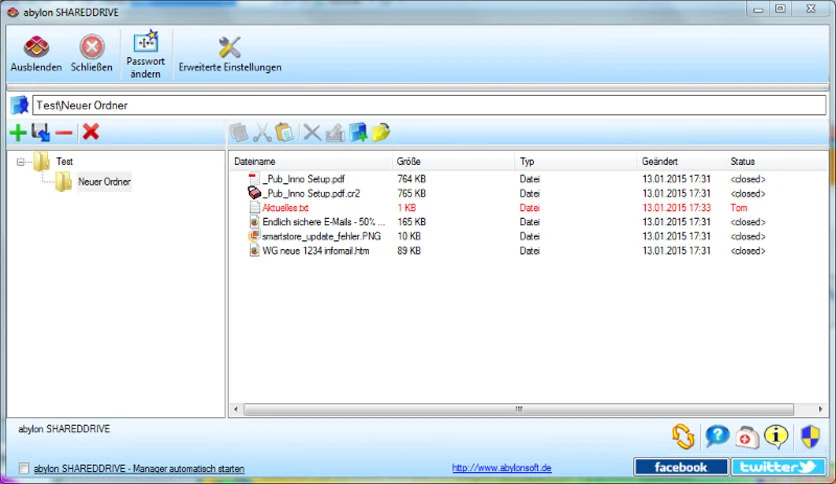 abylon SHAREDDRIVE
Ausblenden Schließen Passwort ändern Erweiterte Einstellungen
Test\Neuer Ordner
Test
Neuer Ordner
Dateiname Größe Typ Geändert Status
_Pub_Inno Setup.pdf 764 KB Datei 13.01.2015 17:31 <closed>
_Pub_Inno Setup.pdf.cr2 765 KB Datei 13.01.2015 17:31 <closed>
Aktuelles.txt 1 KB Datei 13.01.2015 17:33 Tom
Endlich sichere E-Mails - 50% ... 165 KB Datei 13.01.2015 17:31 <closed>
smartstore_update_fehler.PNG 10 KB Datei 13.01.2015 17:31 <closed>
WG neue 1234 infomail.htm 89 KB Datei 13.01.2015 17:31 <closed>
abylon SHAREDDRIVE
abylon SHAREDDRIVE - Manager automatisch starten http://www.abylonsoft.de facebook twitter